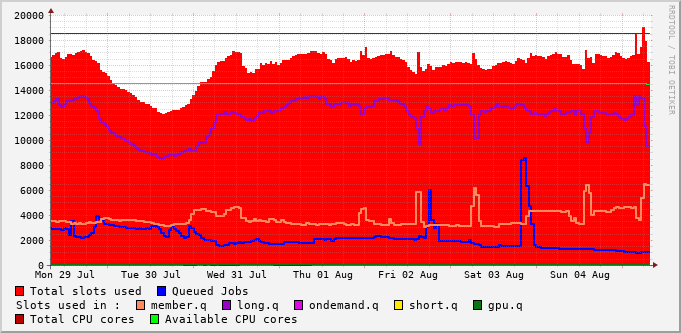 20000
18000
16000
14000
12000
10000
8000
6000
4000
2000
0
Mon 29 Jul Tue 30 Jul Wed 31 Jul Thu 01 Aug Fri 02 Aug Sat 03 Aug Sun 04 Aug
RRDTOOL / TOBI OETIKER
Total slots used Queued Jobs
Slots used in : member.q long.q ondemand.q short.q gpu.q
Total CPU cores Available CPU cores